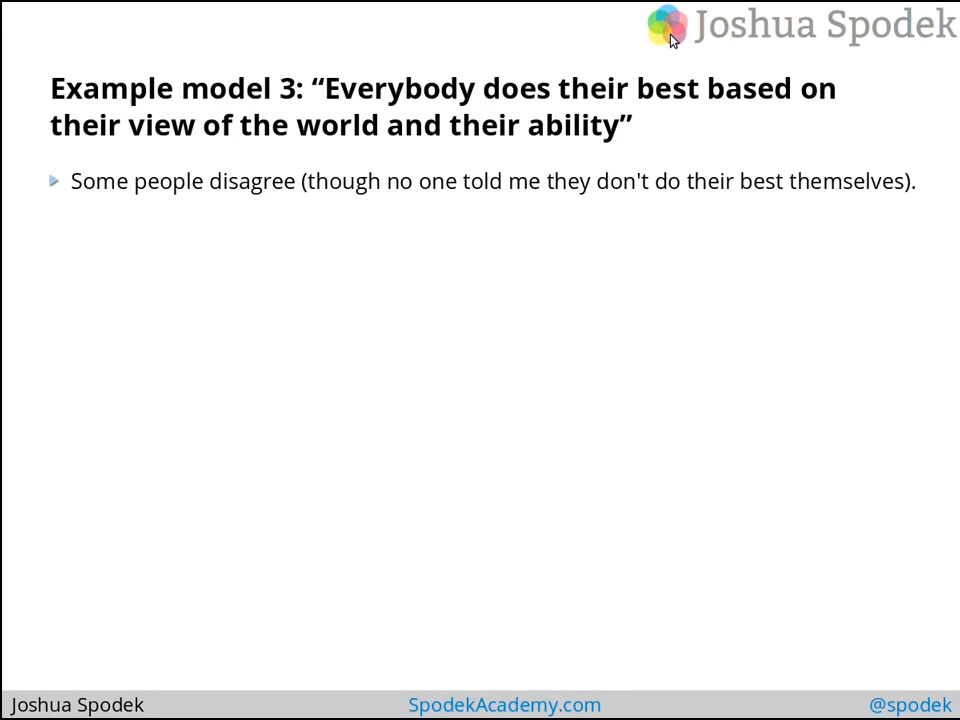 Joshua Spodek
Example model 3: “Everybody does their best based on
their view of the world and their ability”
Some people disagree (though no one told me they don't do their best themselves).
Joshua Spodek
SpodekAcademy.com
@spodek